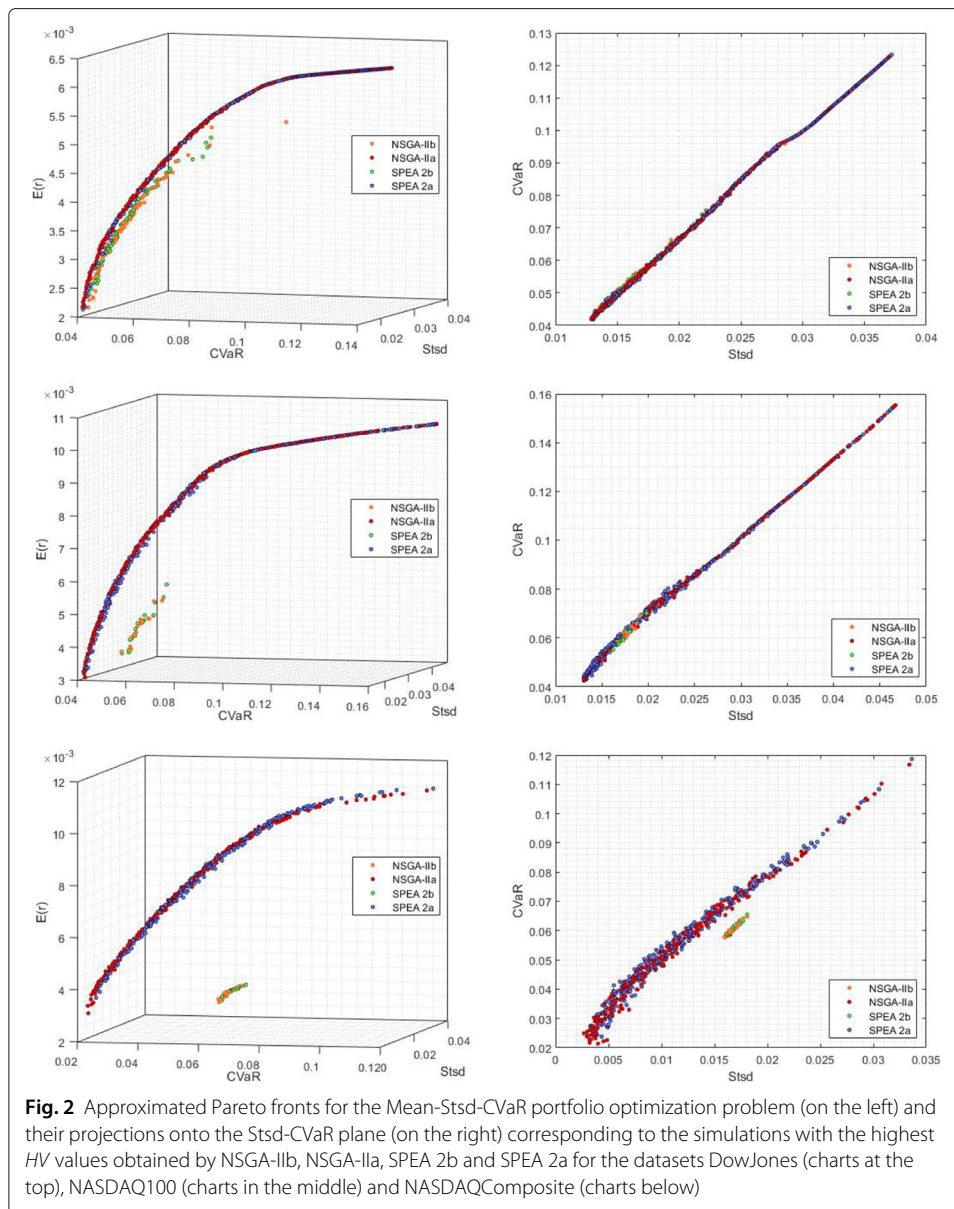 ×10⁻³
6.5
6
5.5
5
4.5
4
3.5
3
2.5
2
E(r)
0.04
0.06
0.08
0.1
0.12
0.14
CVaR
0.02
0.03
0.04
Stsd
NSGA-IIb
NSGA-IIa
SPEA 2b
SPEA 2a
0.13
0.12
0.11
0.1
0.09
0.08
0.07
0.06
0.05
0.04
CVaR
0.01
0.015
0.02
0.025
0.03
0.035
0.04
Stsd
NSGA-IIb
NSGA-IIa
SPEA 2b
SPEA 2a
×10⁻³
11
10
9
8
7
6
5
4
3
E(r)
0.04
0.06
0.08
0.1
0.12
0.14
0.16
CVaR
0.02
0.03
0.04
Stsd
NSGA-IIb
NSGA-IIa
SPEA 2b
SPEA 2a
0.16
0.14
0.12
0.1
0.08
0.06
0.04
CVaR
0.01
0.015
0.02
0.025
0.03
0.035
0.04
0.045
0.05
Stsd
NSGA-IIb
NSGA-IIa
SPEA 2b
SPEA 2a
×10⁻³
12
10
8
6
4
2
E(r)
0.02
0.04
0.06
0.08
0.1
0.120
CVaR
0.02
0.04
Stsd
NSGA-IIb
NSGA-IIa
SPEA 2b
SPEA 2a
0.12
0.11
0.1
0.09
0.08
0.07
0.06
0.05
0.04
0.03
0.02
CVaR
0
0.005
0.01
0.015
0.02
0.025
0.03
0.035
Stsd
NSGA-IIb
NSGA-IIa
SPEA 2b
SPEA 2a
Fig. 2 Approximated Pareto fronts for the Mean-Stsd-CVaR portfolio optimization problem (on the left) and
their projections onto the Stsd-CVaR plane (on the right) corresponding to the simulations with the highest
HV values obtained by NSGA-IIb, NSGA-IIa, SPEA 2b and SPEA 2a for the datasets DowJones (charts at the
top), NASDAQ100 (charts in the middle) and NASDAQComposite (charts below)